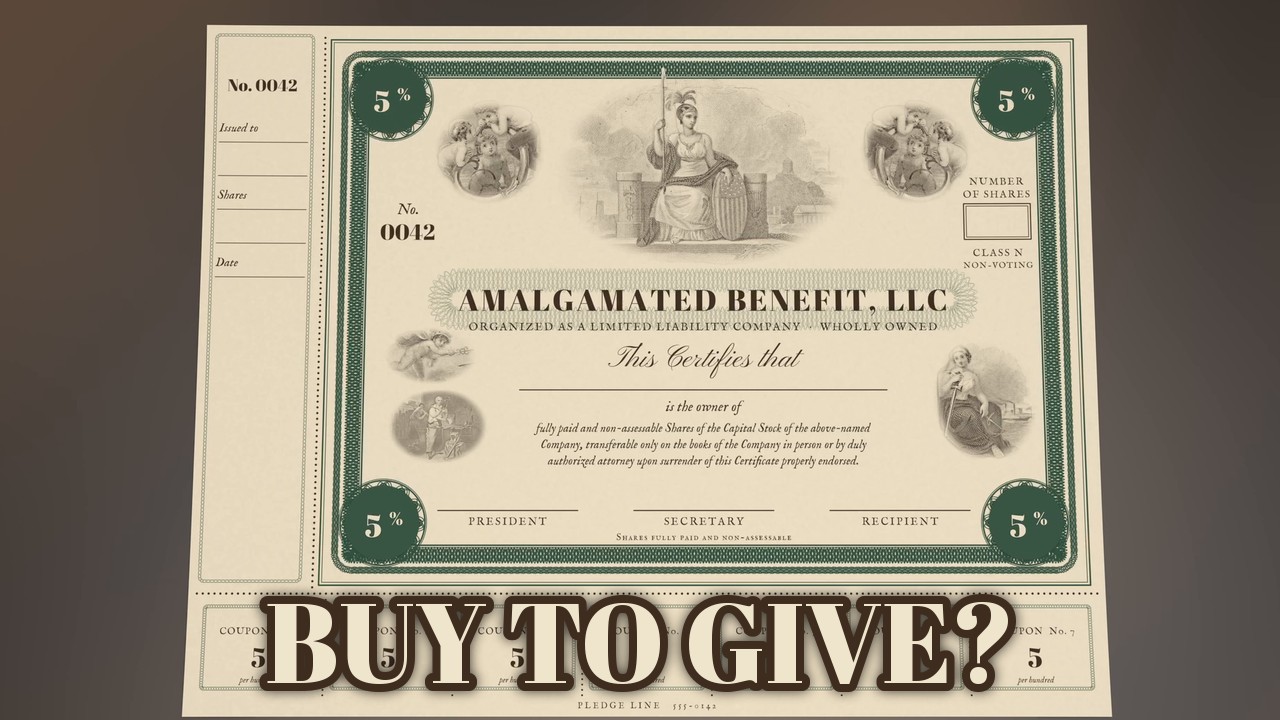 No. 0042
Issued to
Shares
Date
5 %
5 %
No.
0042
NUMBER
OF SHARES
CLASS N
NON-VOTING
AMALGAMATED BENEFIT, LLC
ORGANIZED AS A LIMITED LIABILITY COMPANY · WHOLLY OWNED
This Certifies that
is the owner of
fully paid and non-assessable Shares of the Capital Stock of the above-named
Company, transferable only on the books of the Company in person or by duly
authorized attorney upon surrender of this Certificate properly endorsed.
5 %
5 %
PRESIDENT
SECRETARY
RECIPIENT
Shares fully paid and non-assessable
BUY TO GIVE?
COUPON
No. 7
5
5
5
5
per hundred
PLEDGE LINE 555-0142